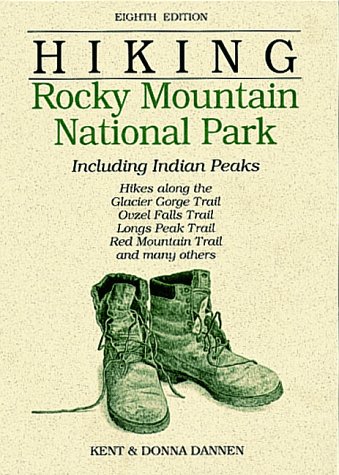 EIGHTH EDITION
HIKING
Rocky Mountain
National Park
Including Indian Peaks
Hikes along the
Glacier Gorge Trail
Ovzel Falls Trail
Longs Peak Trail
Red Mountain Trail
and many others
KENT & DONNA DANNEN